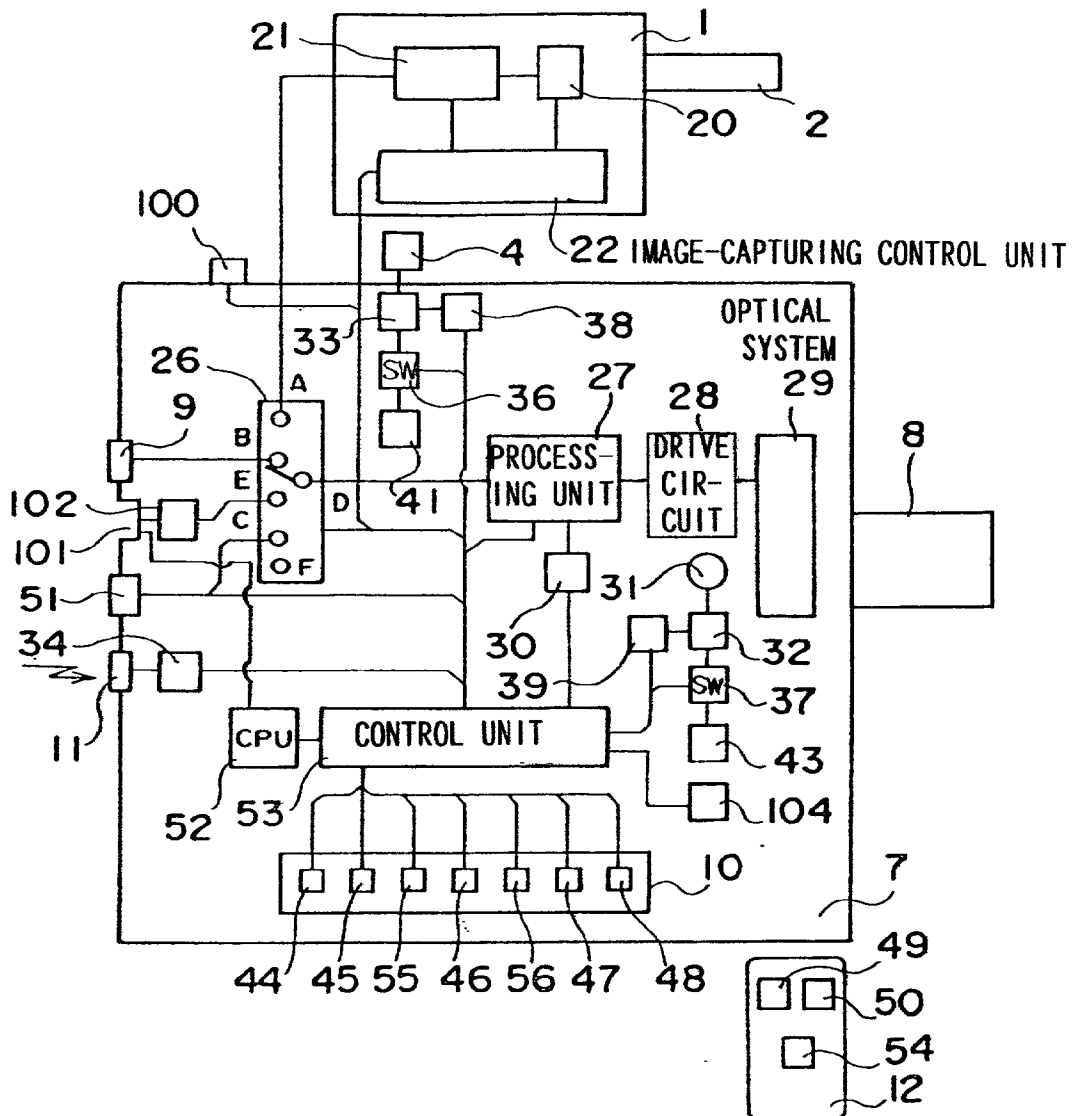 1
21
20
2
100
4
22 IMAGE-CAPTURING CONTROL UNIT
OPTICAL
SYSTEM
33
38
26
A
SW
36
27
28
29
9
B
8
PROCESS-
ING UNIT
DRIVE
CIR-
CUIT
102
E
41
D
101
C
31
F
51
30
32
34
39
SW
37
11
CPU
CONTROL UNIT
43
52
53
104
10
7
44
45
55
46
56
47
48
49
50
54
12